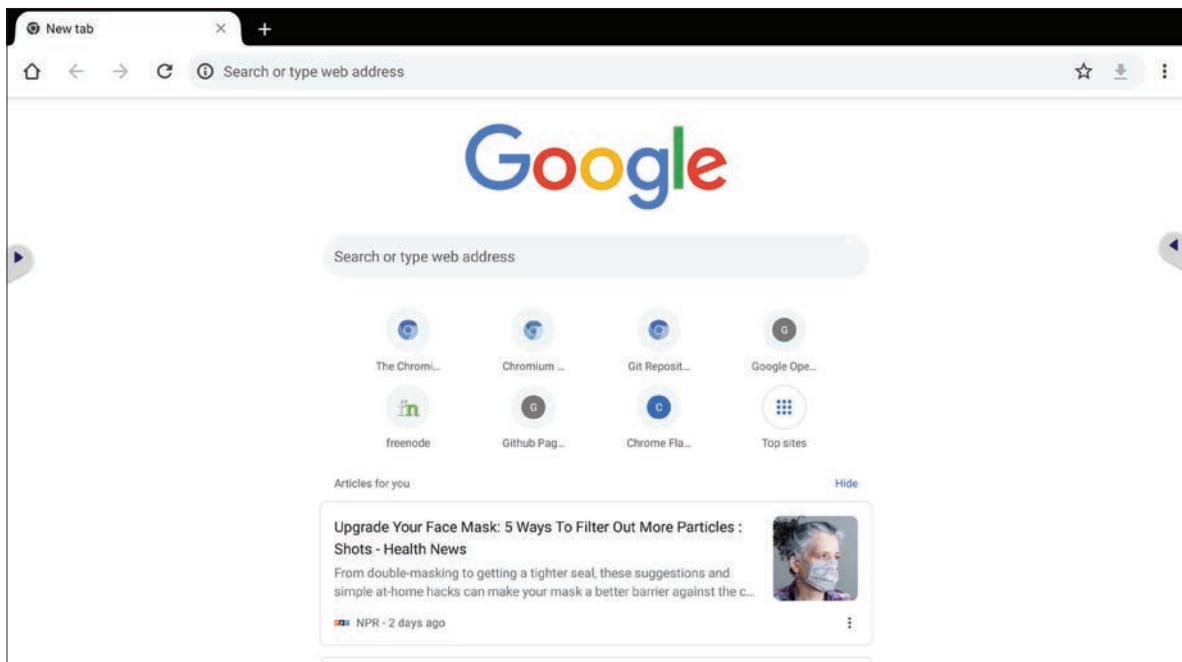 New tab
Search or type web address
Google
Search or type web address
The Chromi...
Chromium ...
Git Reposit...
G
Google Ope...
fn
freenode
G
Github Pag...
C
Chrome Fla...
Top sites
Articles for you
Hide
Upgrade Your Face Mask: 5 Ways To Filter Out More Particles :
Shots - Health News
From double-masking to getting a tighter seal, these suggestions and
simple at-home hacks can make your mask a better barrier against the c...
npr NPR - 2 days ago